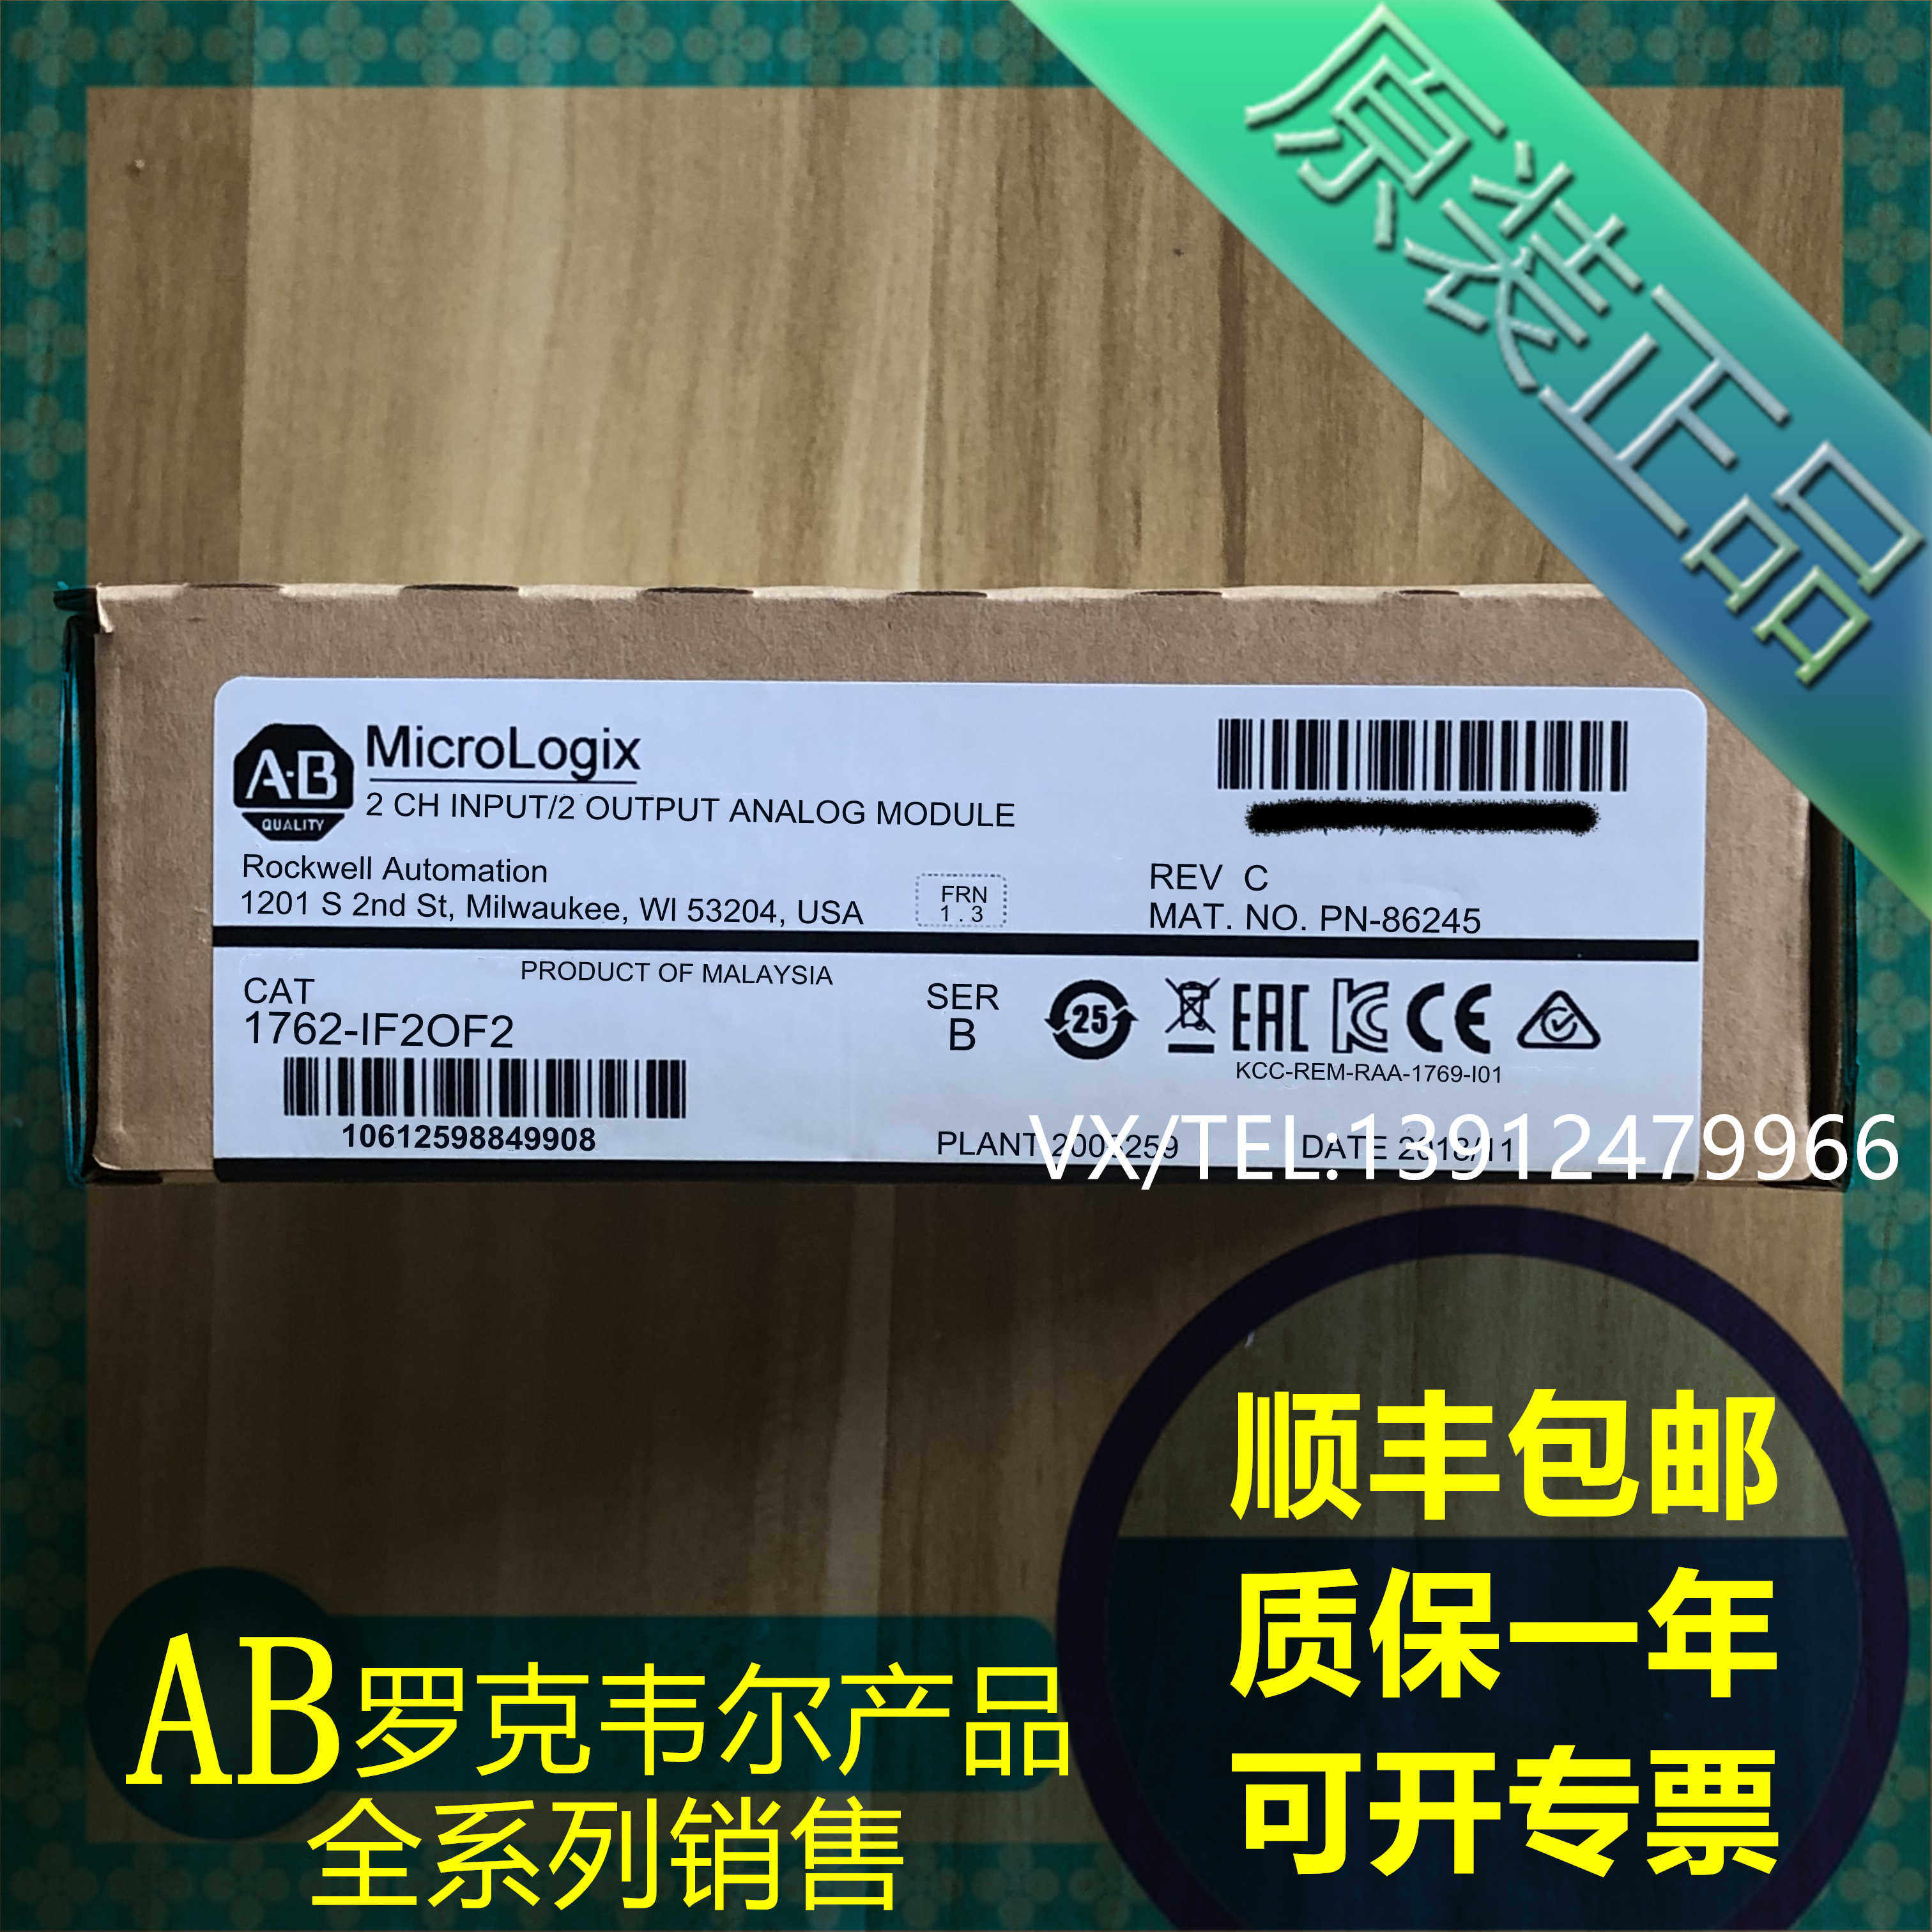 原装正品
A-B
QUALITY
MicroLogix
2 CH INPUT/2 OUTPUT ANALOG MODULE
Rockwell Automation
1201 S 2nd St, Milwaukee, WI 53204, USA
FRN
1.3
REV C
MAT. NO. PN-86245
PRODUCT OF MALAYSIA
CAT
1762-IF2OF2
10612598849908
SER
B
25
EAC
KC
CE
KCC-REM-RAA-1769-I01
PLANT
DATE
VX/TEL:13912479966
顺丰包邮
质保一年
可开专票
AB罗克韦尔产品
全系列销售